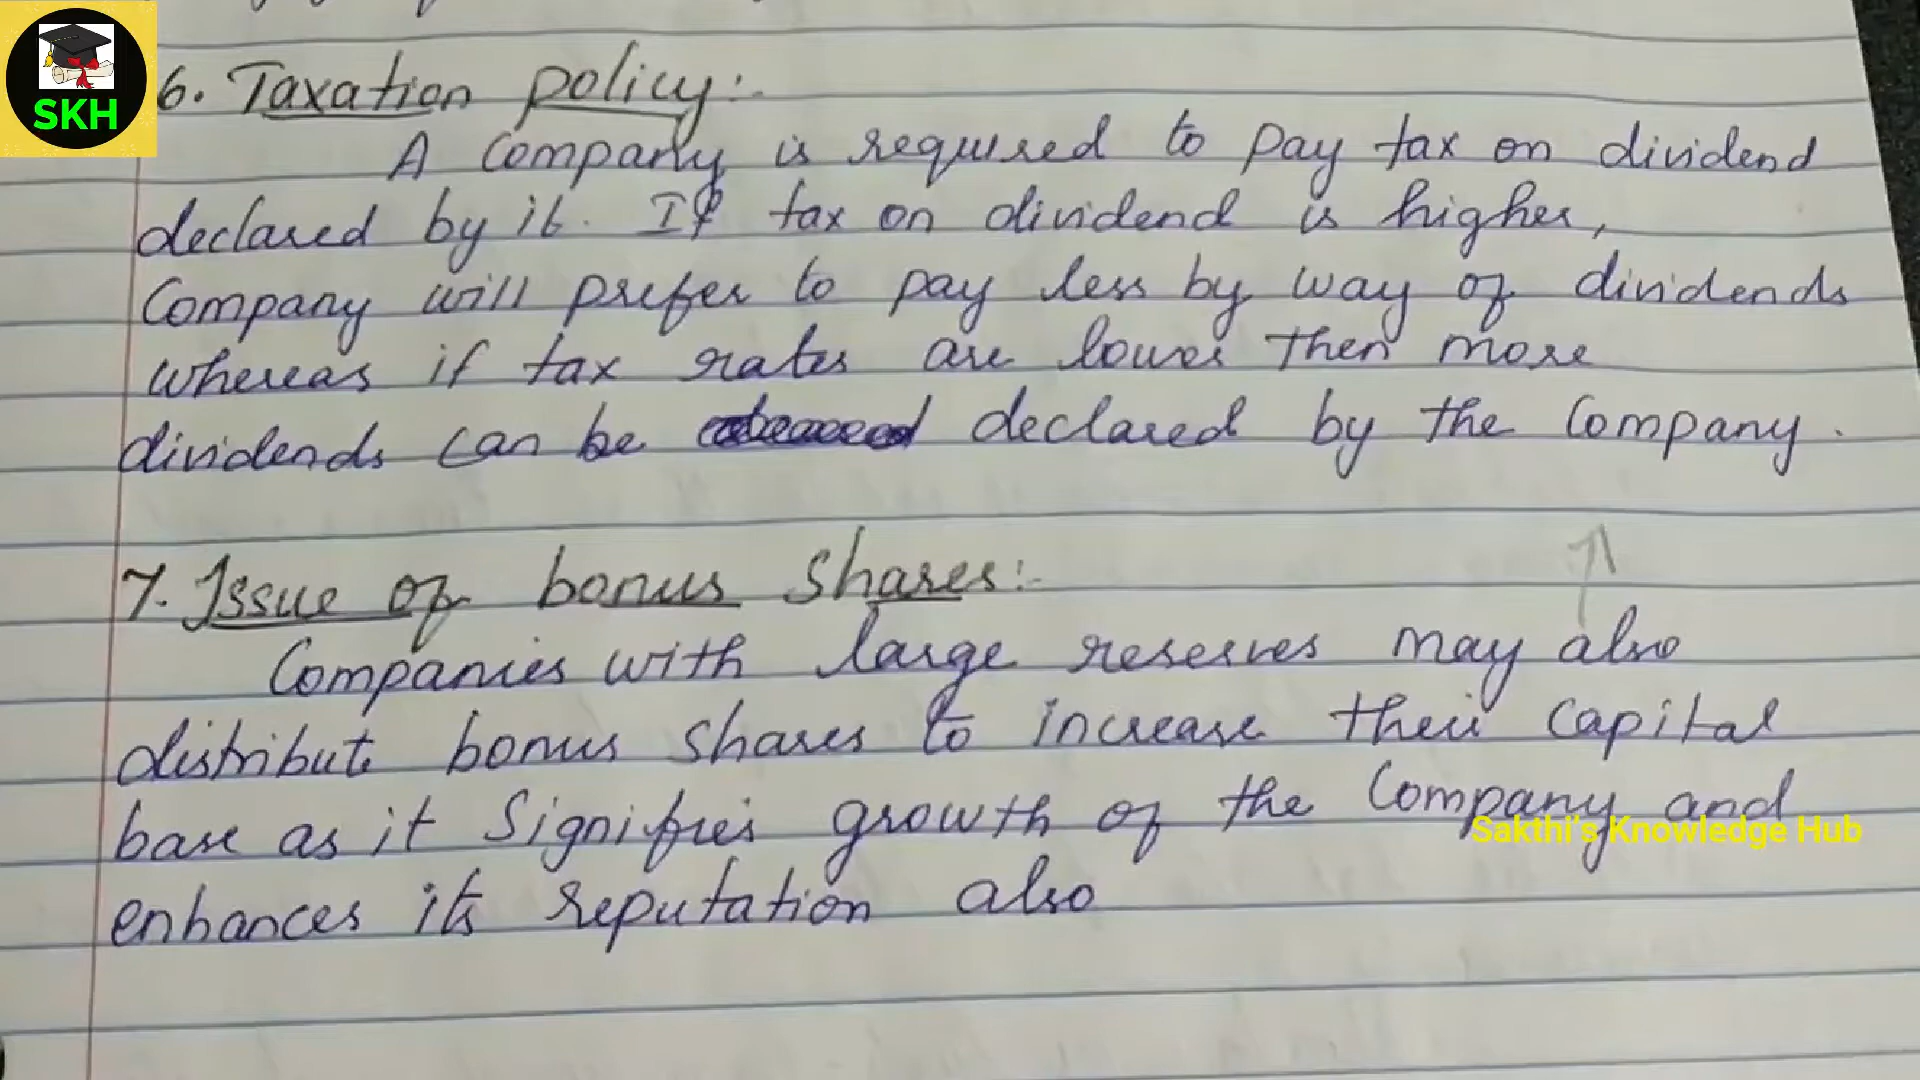 SKH
6. Taxation policy:-
A Company is required to pay tax on dividend
declared by it. If tax on dividend is higher,
Company will prefer to pay less by way of dividends
whereas if tax rates are lower then more
dividends can be declared by the Company.
7. Issue of bonus shares:-
Companies with large reserves may also
distribute bonus shares to increase their capital
base as it signifies growth of the Company and
Sakthi's Knowledge Hub
enhances its reputation also